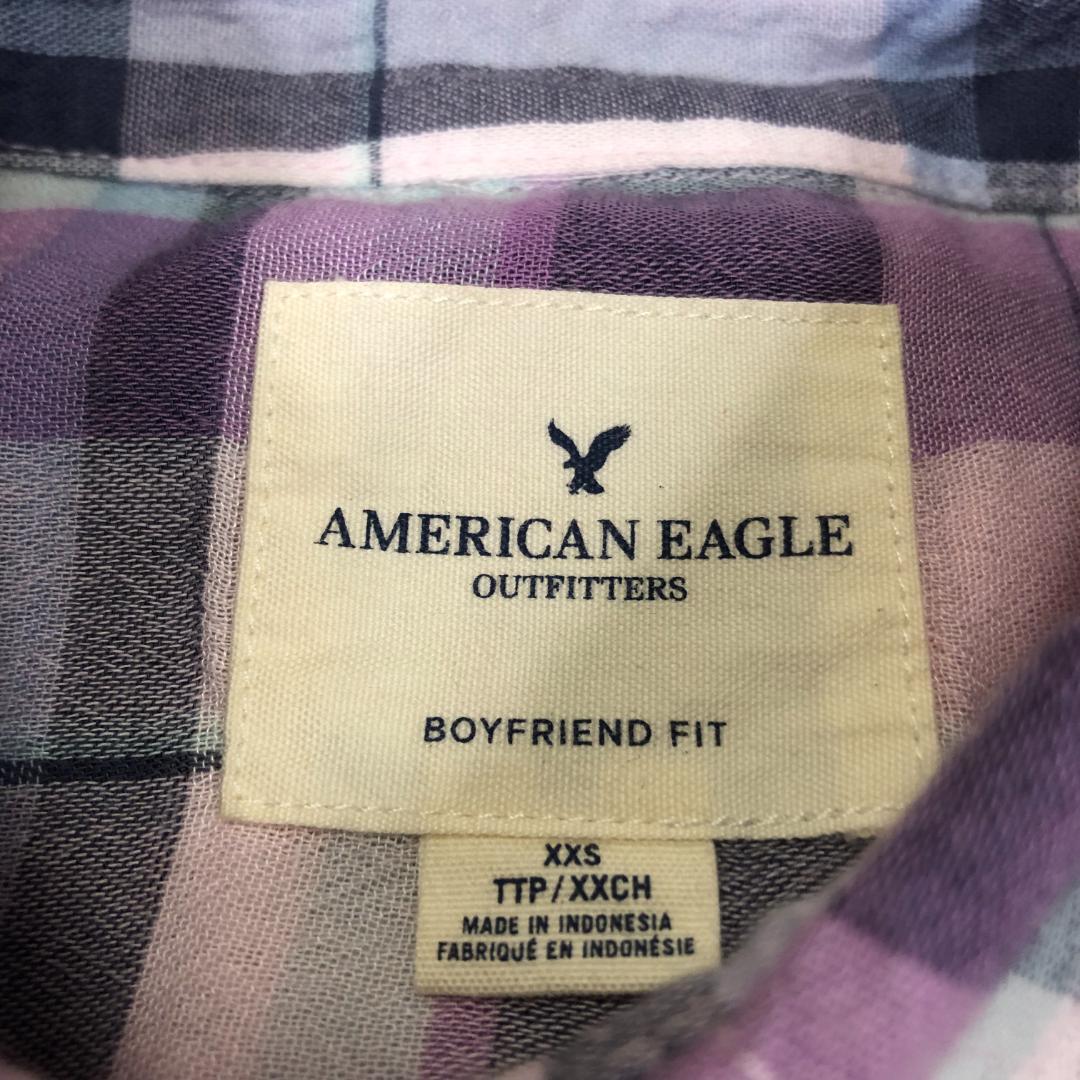 AMERICAN EAGLE
OUTFITTERS
BOYFRIEND FIT
XXS
TTP/XXCH
MADE IN INDONESIA
FABRIQUÉ EN INDONÉSIE